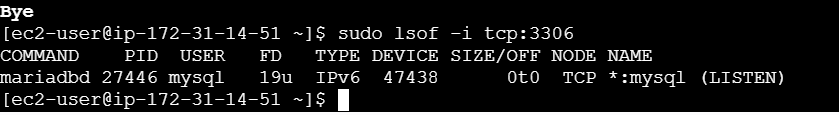 Bye
[ec2-user@ip-172-31-14-51 ~]$ sudo lsof -i tcp:3306
COMMAND    PID  USER   FD   TYPE DEVICE SIZE/OFF NODE NAME
mariadbd 27446 mysql   19u  IPv6  47438      0t0  TCP *:mysql (LISTEN)
[ec2-user@ip-172-31-14-51 ~]$